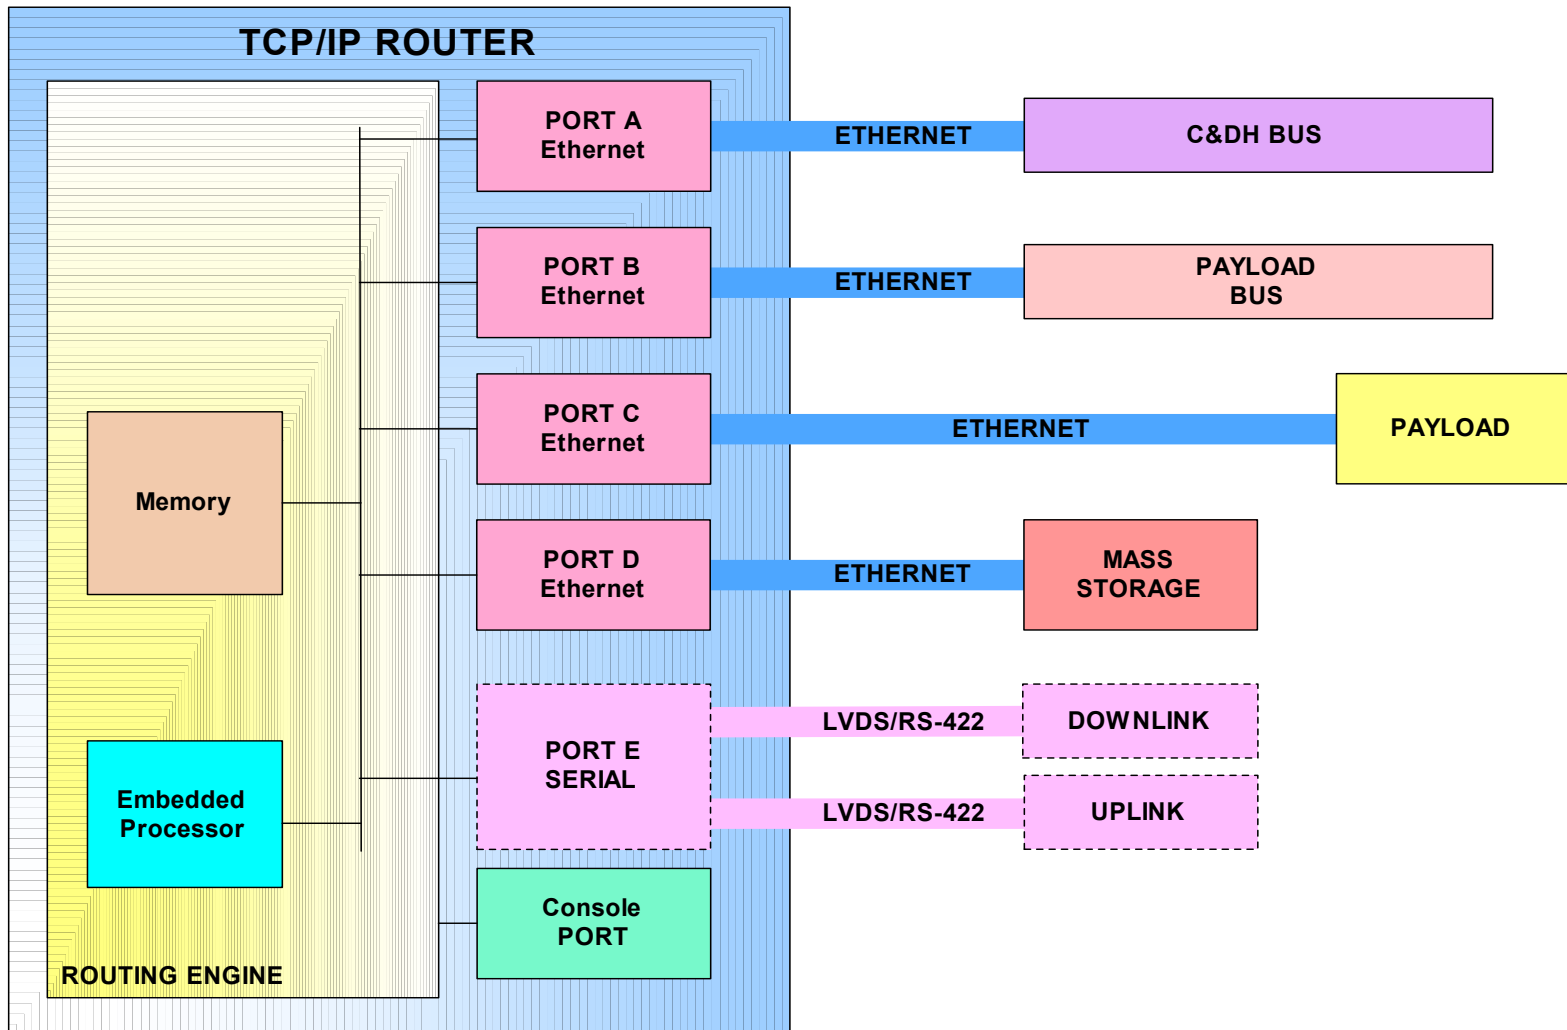 TCP/IP ROUTER
PORT A
Ethernet
ETHERNET
C&DH BUS
PORT B
Ethernet
ETHERNET
PAYLOAD
BUS
PORT C
Ethernet
ETHERNET
PAYLOAD
Memory
PORT D
Ethernet
ETHERNET
MASS
STORAGE
PORT E
SERIAL
LVDS/RS-422
DOWNLINK
LVDS/RS-422
UPLINK
Embedded
Processor
Console
PORT
ROUTING ENGINE